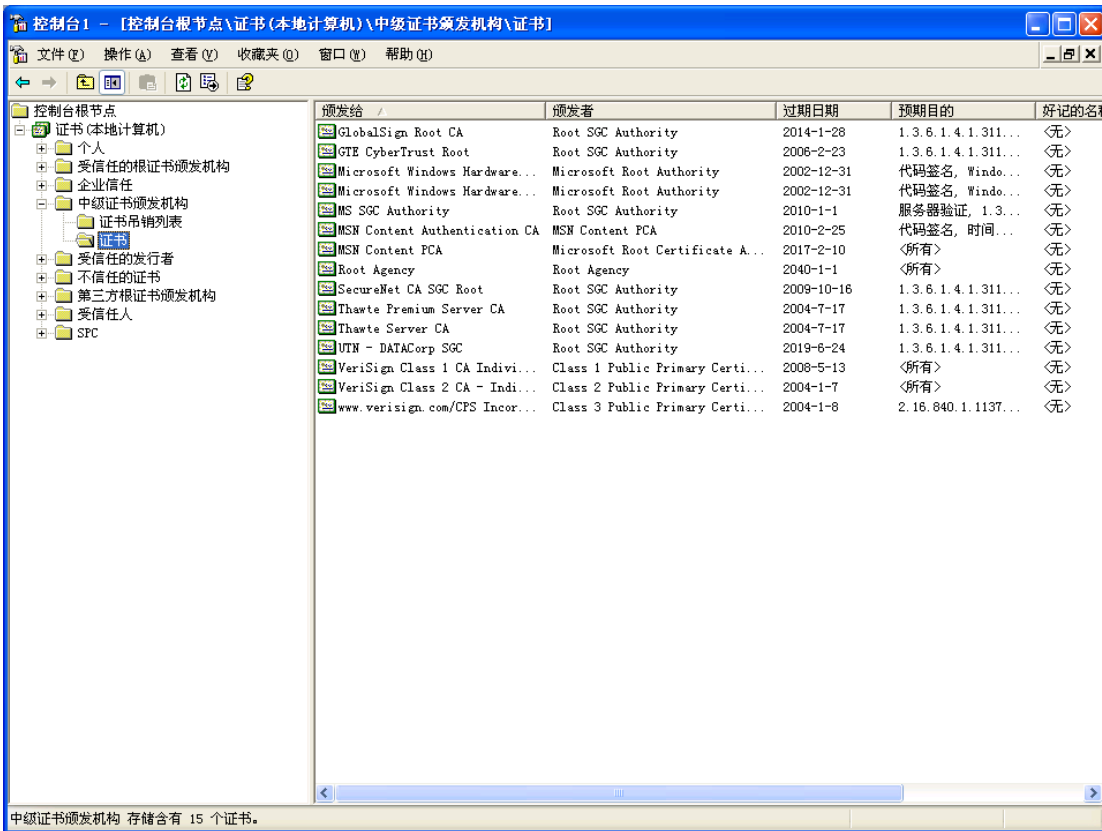 控制台1 - [控制台根节点\证书(本地计算机)\中级证书颁发机构\证书]
文件(F) 操作(A) 查看(V) 收藏夹(O) 窗口(W) 帮助(H)
控制台根节点
证书(本地计算机)
个人
受信任的根证书颁发机构
企业信任
中级证书颁发机构
证书吊销列表
证书
受信任的发行者
不信任的证书
第三方根证书颁发机构
受信任人
SPC
颁发给 颁发者 过期日期 预期目的 好记的名称
GlobalSign Root CA Root SGC Authority 2014-1-28 1.3.6.1.4.1.311... <无>
GTE CyberTrust Root Root SGC Authority 2006-2-23 1.3.6.1.4.1.311... <无>
Microsoft Windows Hardware... Microsoft Root Authority 2002-12-31 代码签名, Windo... <无>
Microsoft Windows Hardware... Microsoft Root Authority 2002-12-31 代码签名, Windo... <无>
MS SGC Authority Root SGC Authority 2010-1-1 服务器验证, 1.3... <无>
MSN Content Authentication CA MSN Content PCA 2010-2-25 代码签名, 时间... <无>
MSN Content PCA Microsoft Root Certificate A... 2017-2-10 <所有> <无>
Root Agency Root Agency 2040-1-1 <所有> <无>
SecureNet CA SGC Root Root SGC Authority 2009-10-16 1.3.6.1.4.1.311... <无>
Thawte Premium Server CA Root SGC Authority 2004-7-17 1.3.6.1.4.1.311... <无>
Thawte Server CA Root SGC Authority 2004-7-17 1.3.6.1.4.1.311... <无>
UTN - DATACorp SGC Root SGC Authority 2019-6-24 1.3.6.1.4.1.311... <无>
VeriSign Class 1 CA Indivi... Class 1 Public Primary Certi... 2008-5-13 <所有> <无>
VeriSign Class 2 CA - Indi... Class 2 Public Primary Certi... 2004-1-7 <所有> <无>
www.verisign.com/CPS Incor... Class 3 Public Primary Certi... 2004-1-8 2.16.840.1.1137... <无>
中级证书颁发机构 存储含有 15 个证书。